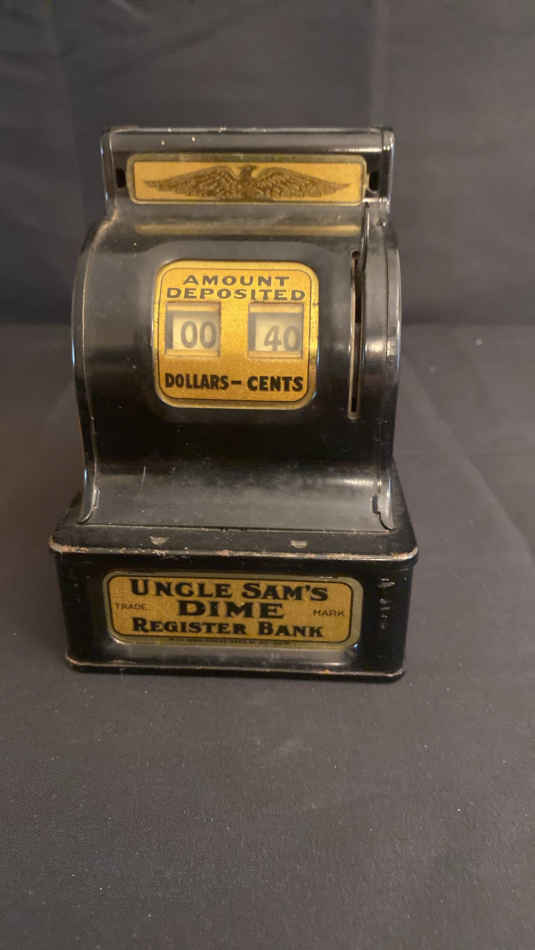 AMOUNT
DEPOSITED
00 40
DOLLARS-CENTS
UNCLE SAM'S
TRADE DIME MARK
REGISTER BANK